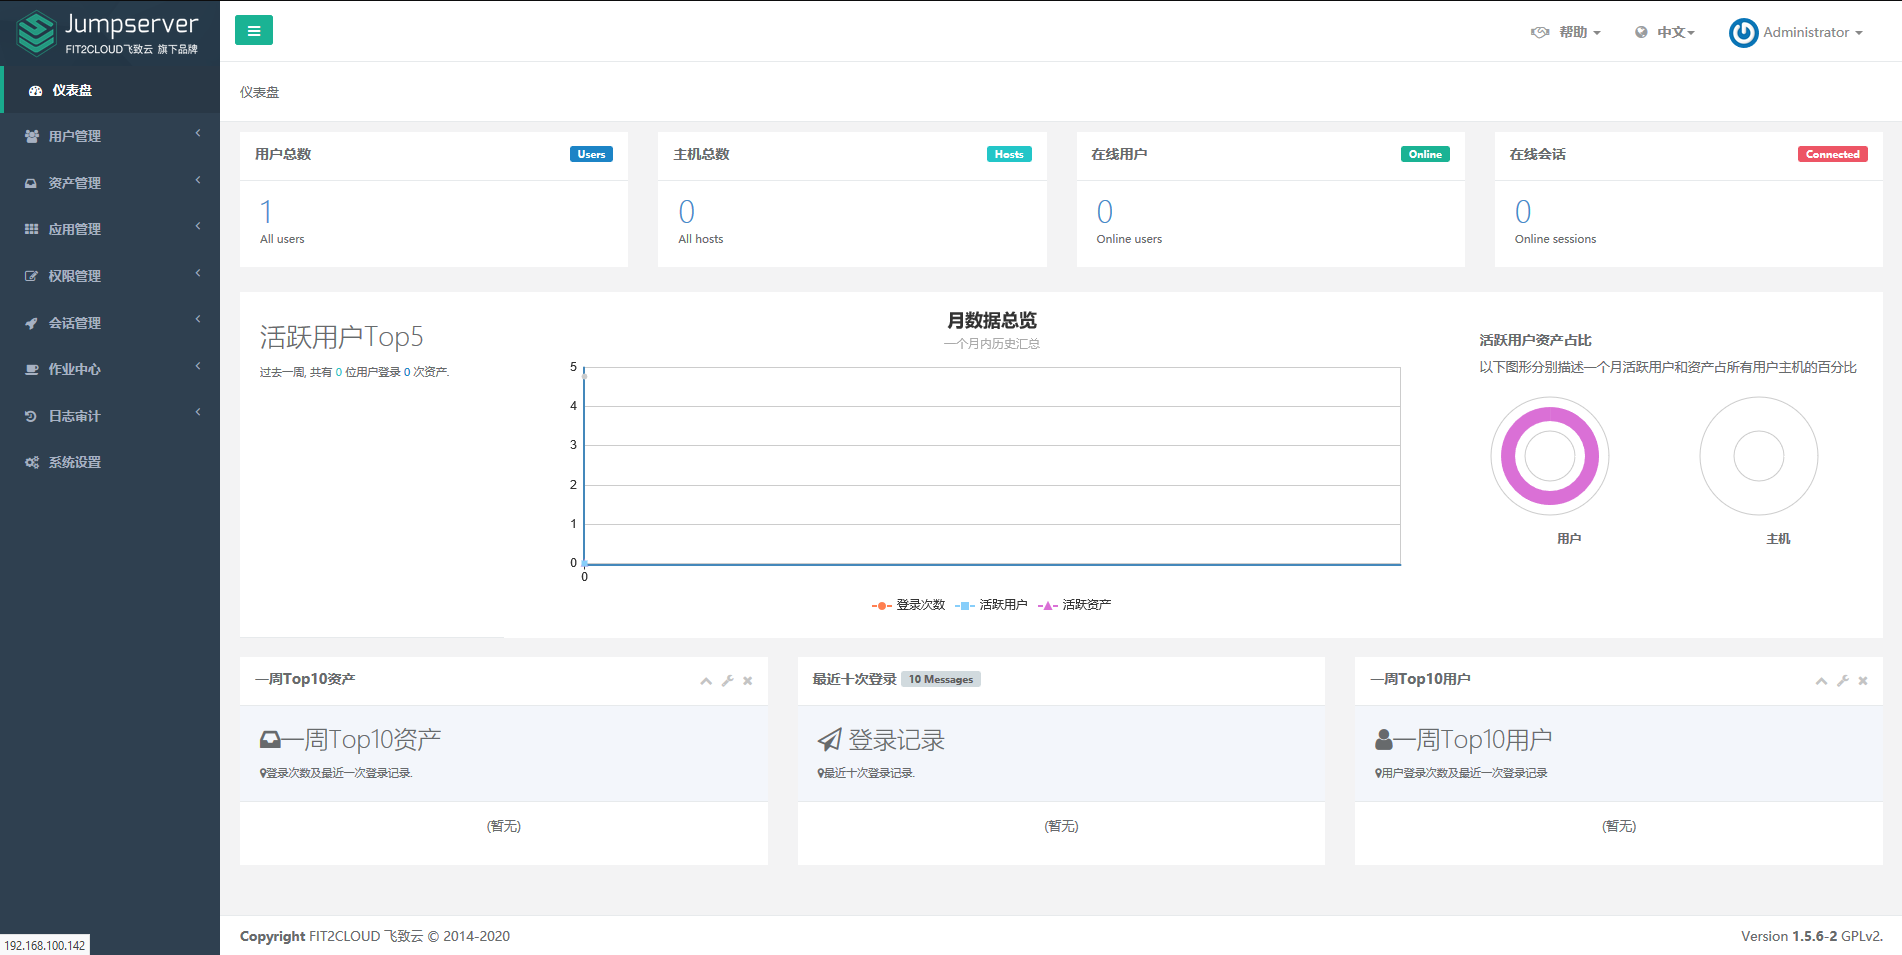 Jumpserver
FIT2CLOUD飞致云 旗下品牌
仪表盘
用户管理
资产管理
应用管理
权限管理
会话管理
作业中心
日志审计
系统设置
192.168.100.142
帮助
中文
Administrator
仪表盘
用户总数 Users
1
All users
主机总数 Hosts
0
All hosts
在线用户 Online
0
Online users
在线会话 Connected
0
Online sessions
活跃用户Top5
过去一周, 共有 0 位用户登录 0 次资产.
月数据总览
一个月内历史汇总
5
4
3
2
1
0
0
登录次数 活跃用户 活跃资产
活跃用户资产占比
以下图形分别描述一个月活跃用户和资产占所有用户主机的百分比
用户 主机
一周Top10资产
一周Top10资产
登录次数及最近一次登录记录.
(暂无)
最近十次登录 10 Messages
登录记录
最近十次登录记录.
(暂无)
一周Top10用户
一周Top10用户
用户登录次数及最近一次登录记录
(暂无)
Copyright FIT2CLOUD 飞致云 © 2014-2020
Version 1.5.6-2 GPLv2.